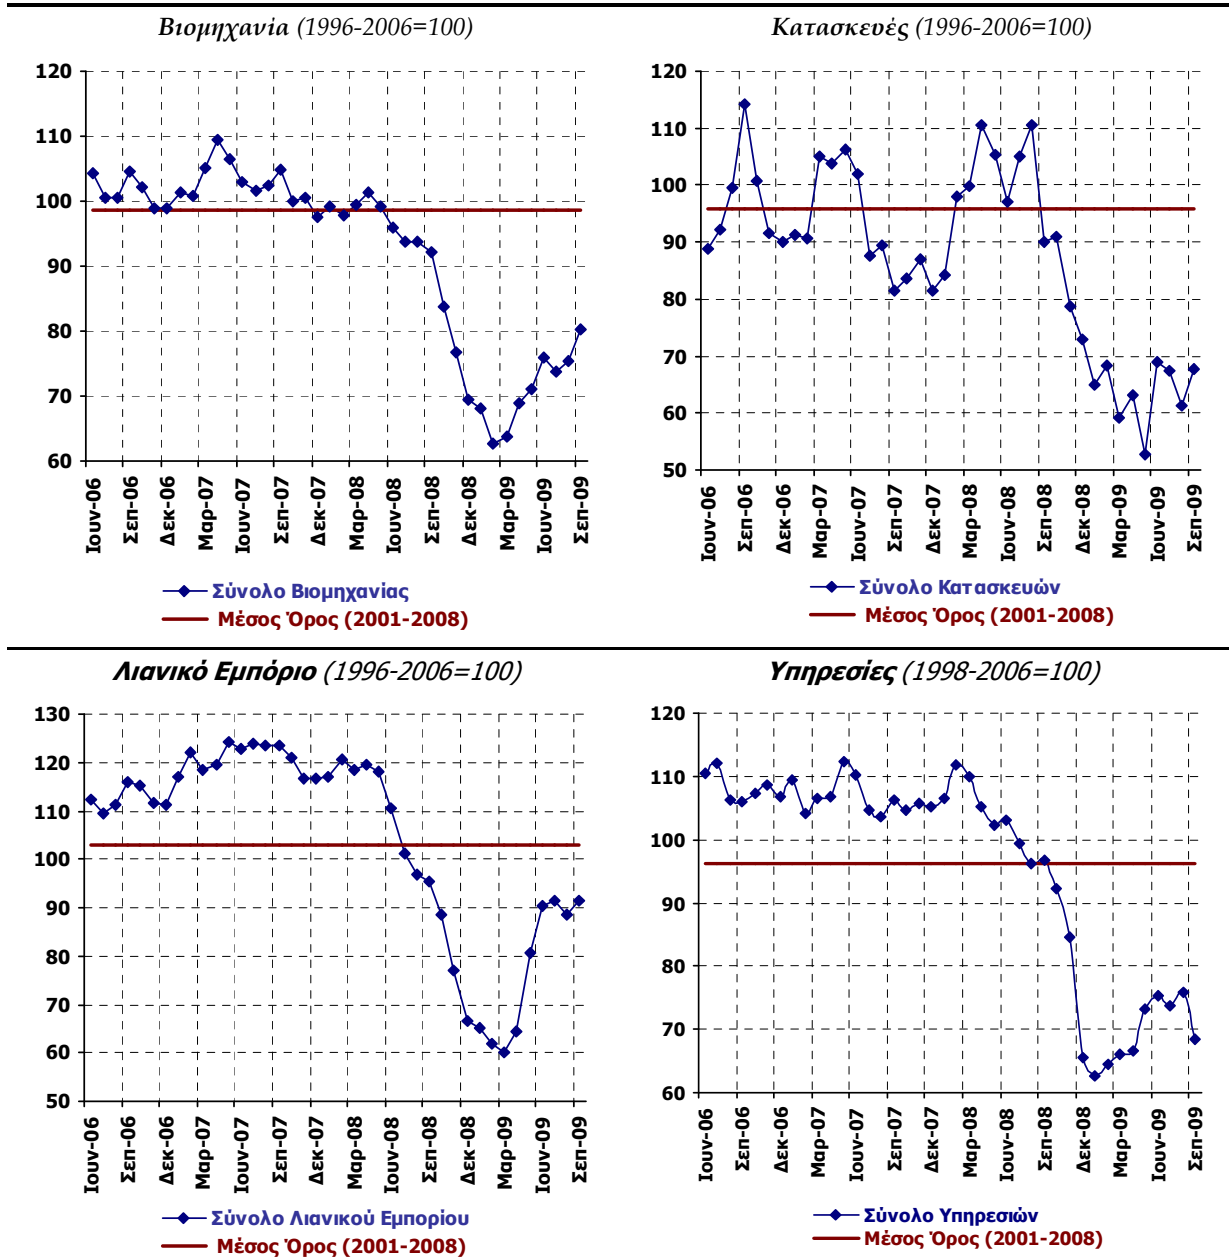 Βιομηχανία (1996-2006=100)
120
110
100
90
80
70
60
Ιουν-06
Σεπ-06
Δεκ-06
Μαρ-07
Ιουν-07
Σεπ-07
Δεκ-07
Μαρ-08
Ιουν-08
Σεπ-08
Δεκ-08
Μαρ-09
Ιουν-09
Σεπ-09
Σύνολο Βιομηχανίας
Μέσος Όρος (2001-2008)
Κατασκευές (1996-2006=100)
120
110
100
90
80
70
60
50
Ιουν-06
Σεπ-06
Δεκ-06
Μαρ-07
Ιουν-07
Σεπ-07
Δεκ-07
Μαρ-08
Ιουν-08
Σεπ-08
Δεκ-08
Μαρ-09
Ιουν-09
Σεπ-09
Σύνολο Κατασκευών
Μέσος Όρος (2001-2008)
Λιανικό Εμπόριο (1996-2006=100)
130
120
110
100
90
80
70
60
50
Ιουν-06
Σεπ-06
Δεκ-06
Μαρ-07
Ιουν-07
Σεπ-07
Δεκ-07
Μαρ-08
Ιουν-08
Σεπ-08
Δεκ-08
Μαρ-09
Ιουν-09
Σεπ-09
Σύνολο Λιανικού Εμπορίου
Μέσος Όρος (2001-2008)
Υπηρεσίες (1998-2006=100)
120
110
100
90
80
70
60
Ιουν-06
Σεπ-06
Δεκ-06
Μαρ-07
Ιουν-07
Σεπ-07
Δεκ-07
Μαρ-08
Ιουν-08
Σεπ-08
Δεκ-08
Μαρ-09
Ιουν-09
Σεπ-09
Σύνολο Υπηρεσιών
Μέσος Όρος (2001-2008)